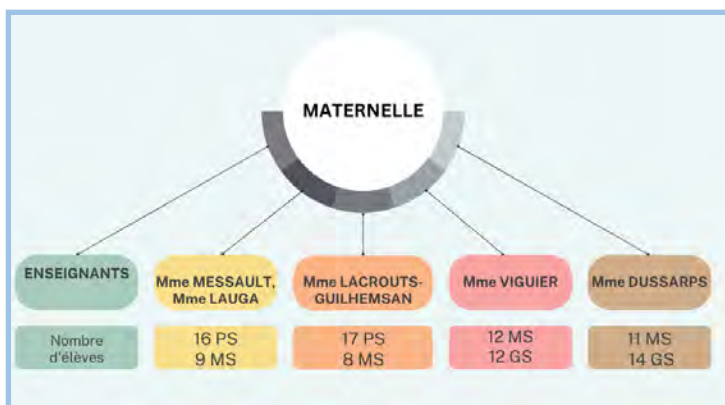 MATERNELLE
ENSEIGNANTS
Mme MESSAULT,
Mme LAUGA
Mme LACROUTS-
GUILHEMSAN
Mme VIGUIER
Mme DUSSARPS
Nombre
d'élèves
16 PS
9 MS
17 PS
8 MS
12 MS
12 GS
11 MS
14 GS